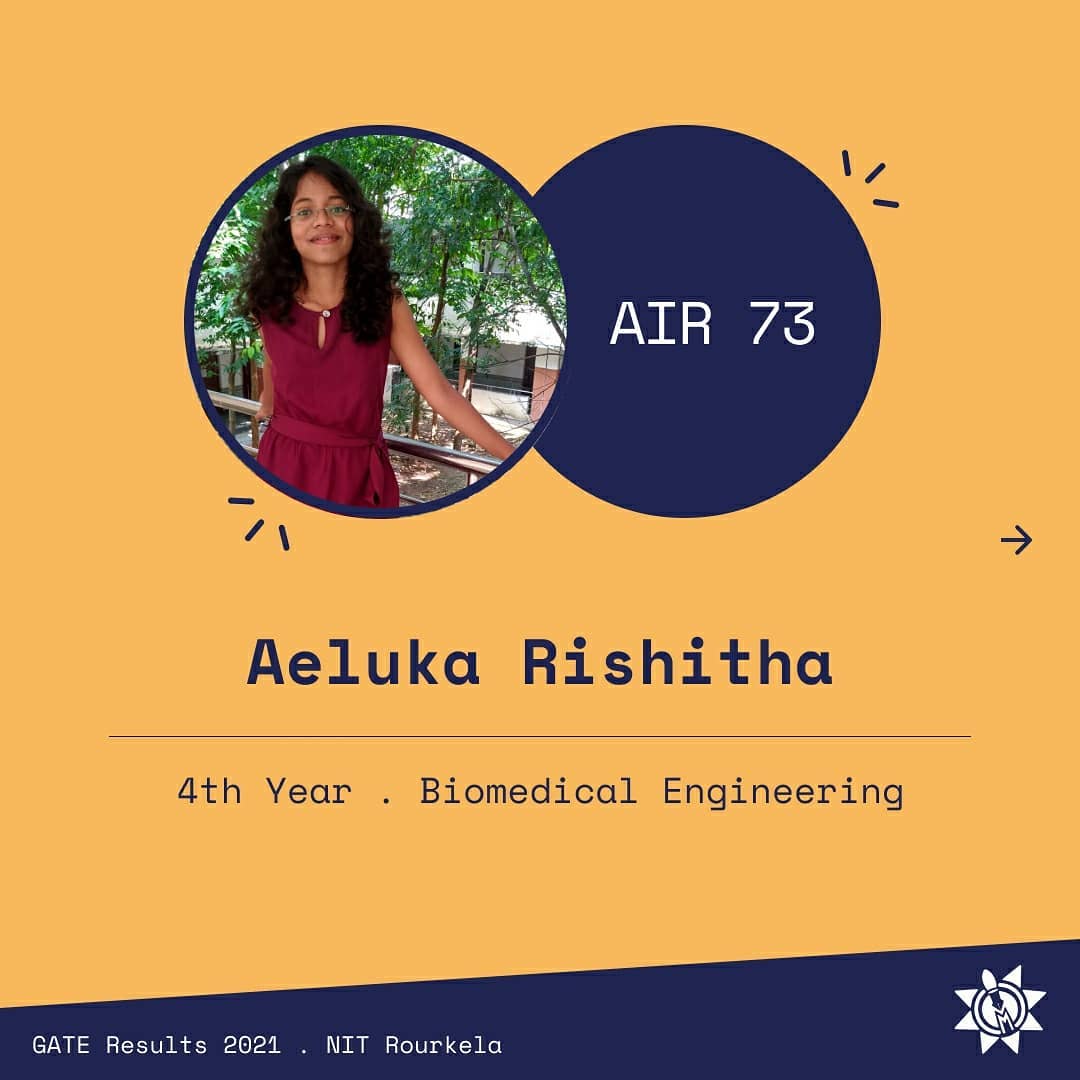 AIR 73
Aeluka Rishitha
4th Year . Biomedical Engineering
GATE Results 2021 . NIT Rourkela
M